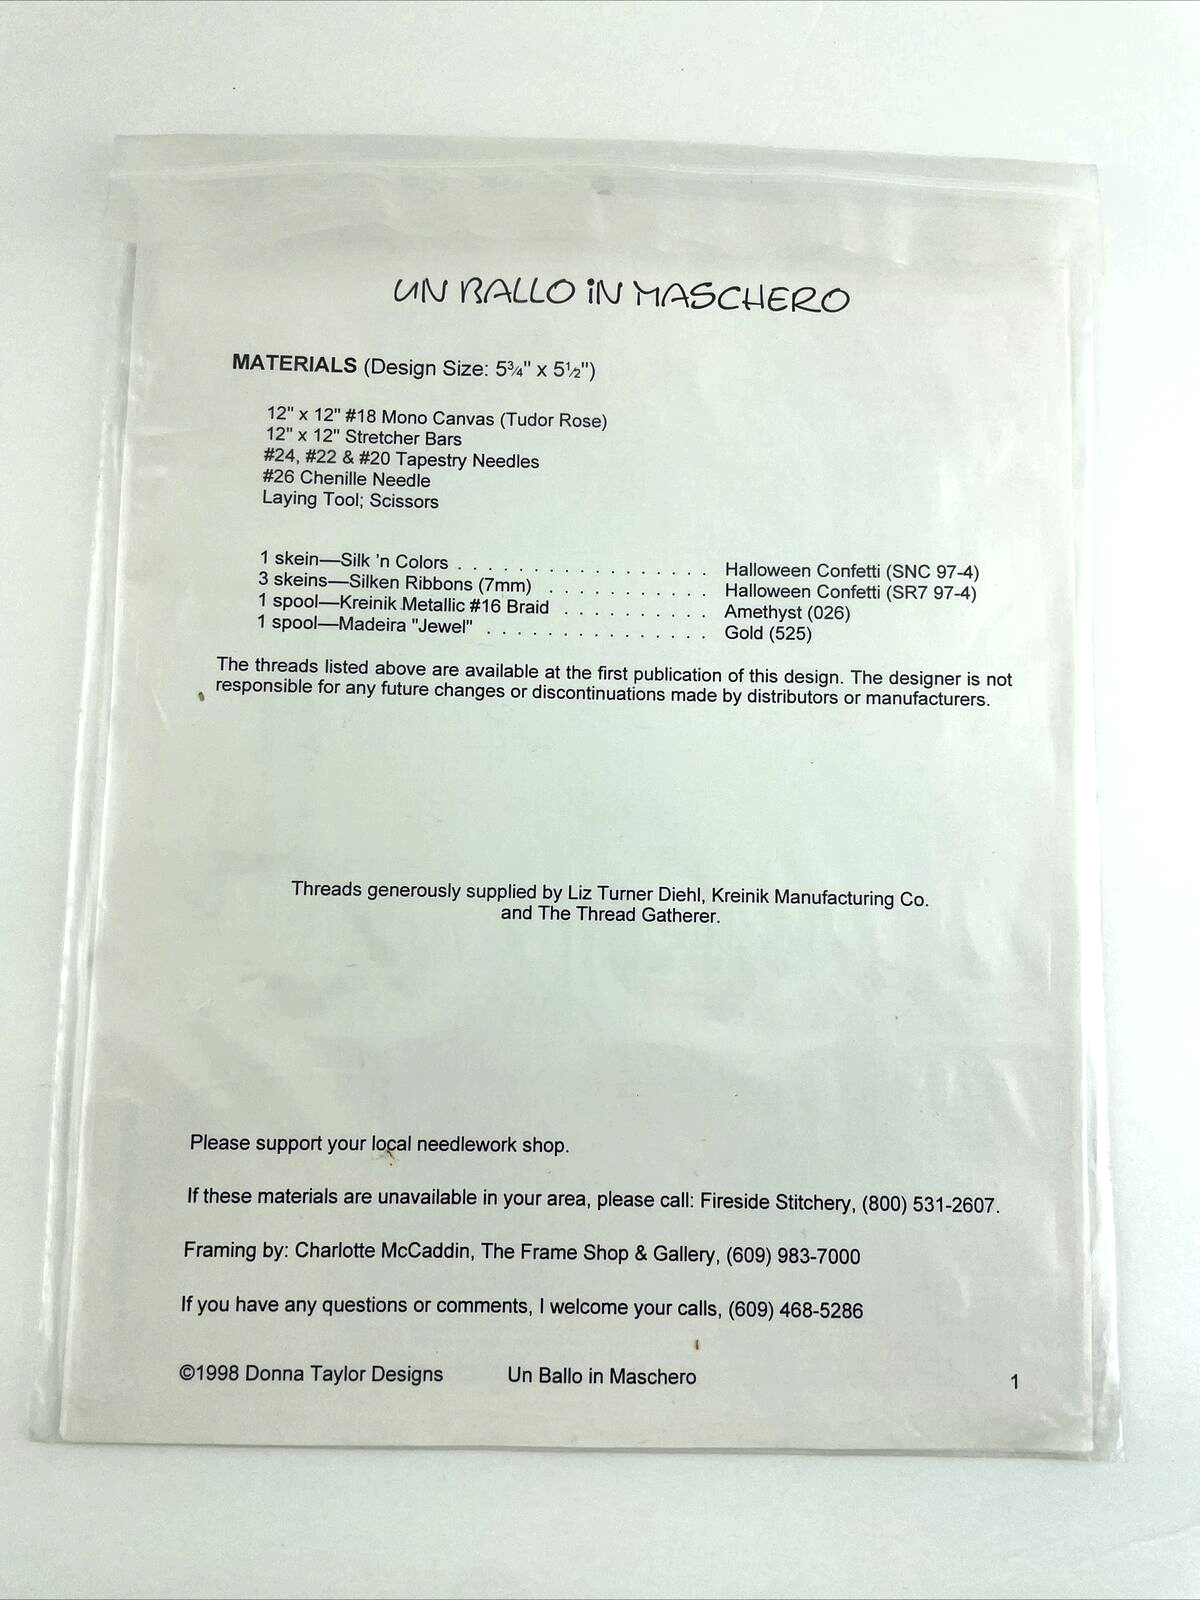 UN BALLO iN MASCHERO
MATERIALS (Design Size: 5¾" x 5½")
12" x 12" #18 Mono Canvas (Tudor Rose)
12" x 12" Stretcher Bars
#24, #22 & #20 Tapestry Needles
#26 Chenille Needle
Laying Tool; Scissors
1 skein—Silk 'n Colors . . . . . . . . . . . . . . . . . Halloween Confetti (SNC 97-4)
3 skeins—Silken Ribbons (7mm) . . . . . . . . . . . Halloween Confetti (SR7 97-4)
1 spool—Kreinik Metallic #16 Braid . . . . . . . . . . Amethyst (026)
1 spool—Madeira "Jewel" . . . . . . . . . . . . . . . Gold (525)
The threads listed above are available at the first publication of this design. The designer is not
responsible for any future changes or discontinuations made by distributors or manufacturers.
Threads generously supplied by Liz Turner Diehl, Kreinik Manufacturing Co.
and The Thread Gatherer.
Please support your local needlework shop.
If these materials are unavailable in your area, please call: Fireside Stitchery, (800) 531-2607.
Framing by: Charlotte McCaddin, The Frame Shop & Gallery, (609) 983-7000
If you have any questions or comments, I welcome your calls, (609) 468-5286
©1998 Donna Taylor Designs Un Ballo in Maschero 1